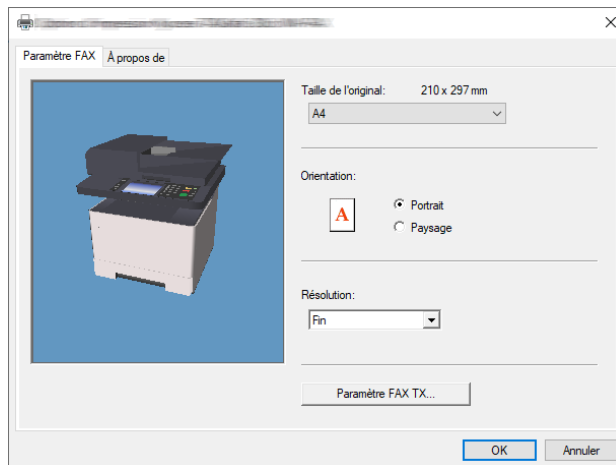 Paramètre FAX
À propos de
Taille de l'original: 210 x 297 mm
A4
Orientation:
A
Portrait
Paysage
Résolution:
Fin
Paramètre FAX TX...
OK Annuler